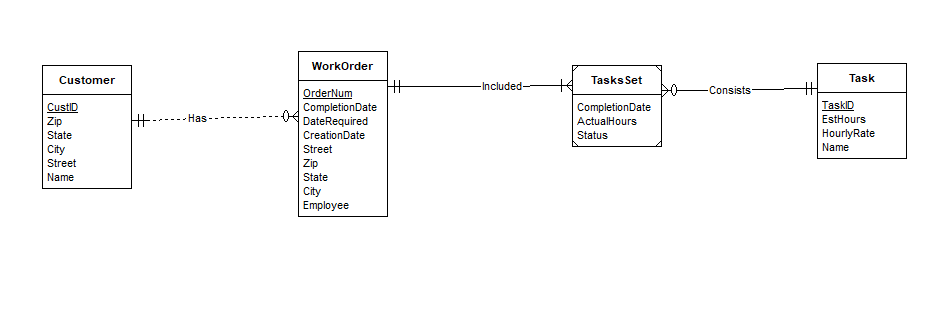 Customer
CustID
Zip
State
City
Street
Name
Has
WorkOrder
OrderNum
CompletionDate
DateRequired
CreationDate
Street
Zip
State
City
Employee
Included
TasksSet
CompletionDate
ActualHours
Status
Consists
Task
TaskID
EstHours
HourlyRate
Name